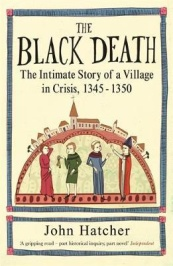 THE
BLACK DEATH
The Intimate Story of a Village
in Crisis, 1345-1350
John Hatcher
'A gripping read – part historical inquiry, part novel' Independent